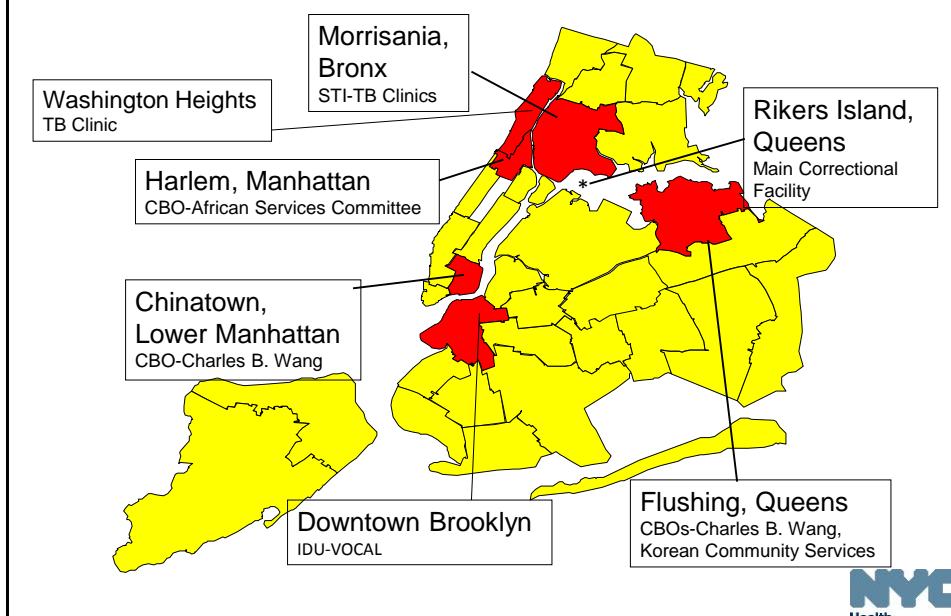 Morrisania,
Bronx
STI-TB Clinics
Washington Heights
TB Clinic
Rikers Island,
Queens
Main Correctional
Facility
*
Harlem, Manhattan
CBO-African Services Committee
Chinatown,
Lower Manhattan
CBO-Charles B. Wang
Downtown Brooklyn
IDU-VOCAL
Flushing, Queens
CBOs-Charles B. Wang,
Korean Community Services
NYC
Health